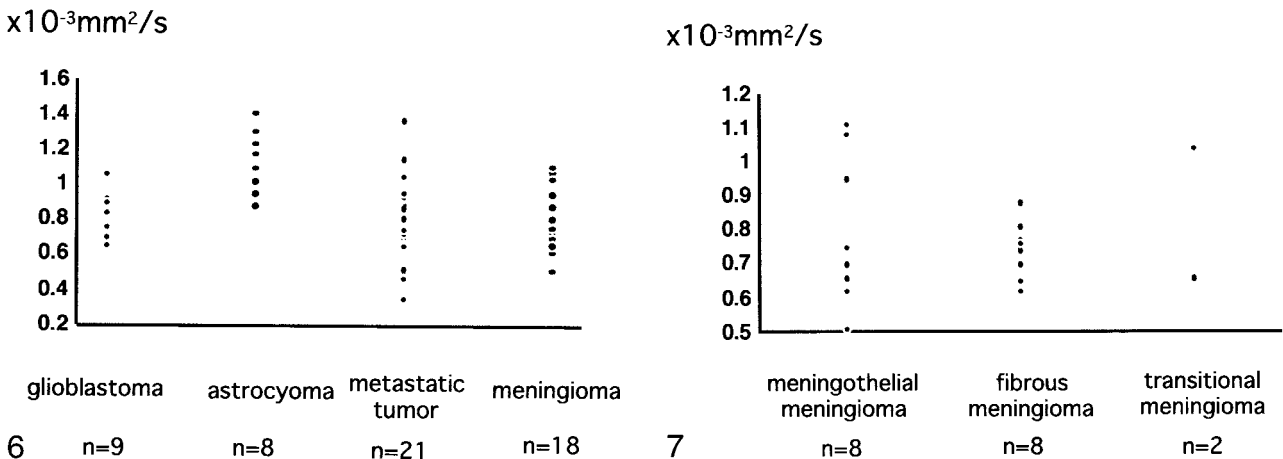 x10⁻³mm²/s
1.6
1.4
1.2
1
0.8
0.6
0.4
0.2
glioblastoma astrocyoma metastatic tumor meningioma
6 n=9 n=8 n=21 n=18
x10⁻³mm²/s
1.2
1.1
1
0.9
0.8
0.7
0.6
0.5
meningothelial meningioma fibrous meningioma transitional meningioma
7 n=8 n=8 n=2